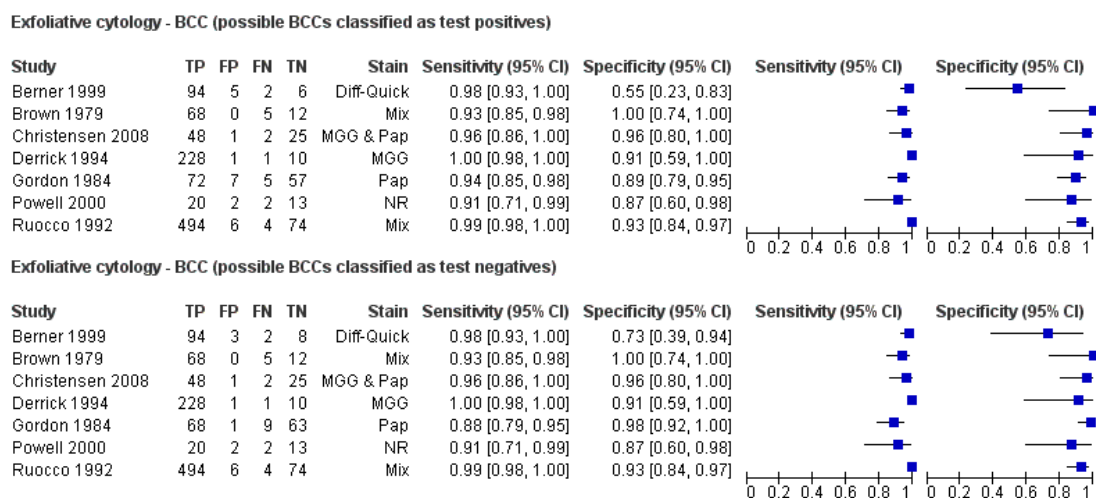 Exfoliative cytology - BCC (possible BCCs classified as test positives)
Study TP FP FN TN Stain Sensitivity (95% CI) Specificity (95% CI) Sensitivity (95% CI) Specificity (95% CI)
Berner 1999 94 5 2 6 Diff-Quick 0.98 [0.93, 1.00] 0.55 [0.23, 0.83]
Brown 1979 68 0 5 12 Mix 0.93 [0.85, 0.98] 1.00 [0.74, 1.00]
Christensen 2008 48 1 2 25 MGG & Pap 0.96 [0.86, 1.00] 0.96 [0.80, 1.00]
Derrick 1994 228 1 1 10 MGG 1.00 [0.98, 1.00] 0.91 [0.59, 1.00]
Gordon 1984 72 7 5 57 Pap 0.94 [0.85, 0.98] 0.89 [0.79, 0.95]
Powell 2000 20 2 2 13 NR 0.91 [0.71, 0.99] 0.87 [0.60, 0.98]
Ruocco 1992 494 6 4 74 Mix 0.99 [0.98, 1.00] 0.93 [0.84, 0.97]
0 0.2 0.4 0.6 0.8 1 0 0.2 0.4 0.6 0.8 1
Exfoliative cytology - BCC (possible BCCs classified as test negatives)
Study TP FP FN TN Stain Sensitivity (95% CI) Specificity (95% CI) Sensitivity (95% CI) Specificity (95% CI)
Berner 1999 94 3 2 8 Diff-Quick 0.98 [0.93, 1.00] 0.73 [0.39, 0.94]
Brown 1979 68 0 5 12 Mix 0.93 [0.85, 0.98] 1.00 [0.74, 1.00]
Christensen 2008 48 1 2 25 MGG & Pap 0.96 [0.86, 1.00] 0.96 [0.80, 1.00]
Derrick 1994 228 1 1 10 MGG 1.00 [0.98, 1.00] 0.91 [0.59, 1.00]
Gordon 1984 68 1 9 63 Pap 0.88 [0.79, 0.95] 0.98 [0.92, 1.00]
Powell 2000 20 2 2 13 NR 0.91 [0.71, 0.99] 0.87 [0.60, 0.98]
Ruocco 1992 494 6 4 74 Mix 0.99 [0.98, 1.00] 0.93 [0.84, 0.97]
0 0.2 0.4 0.6 0.8 1 0 0.2 0.4 0.6 0.8 1